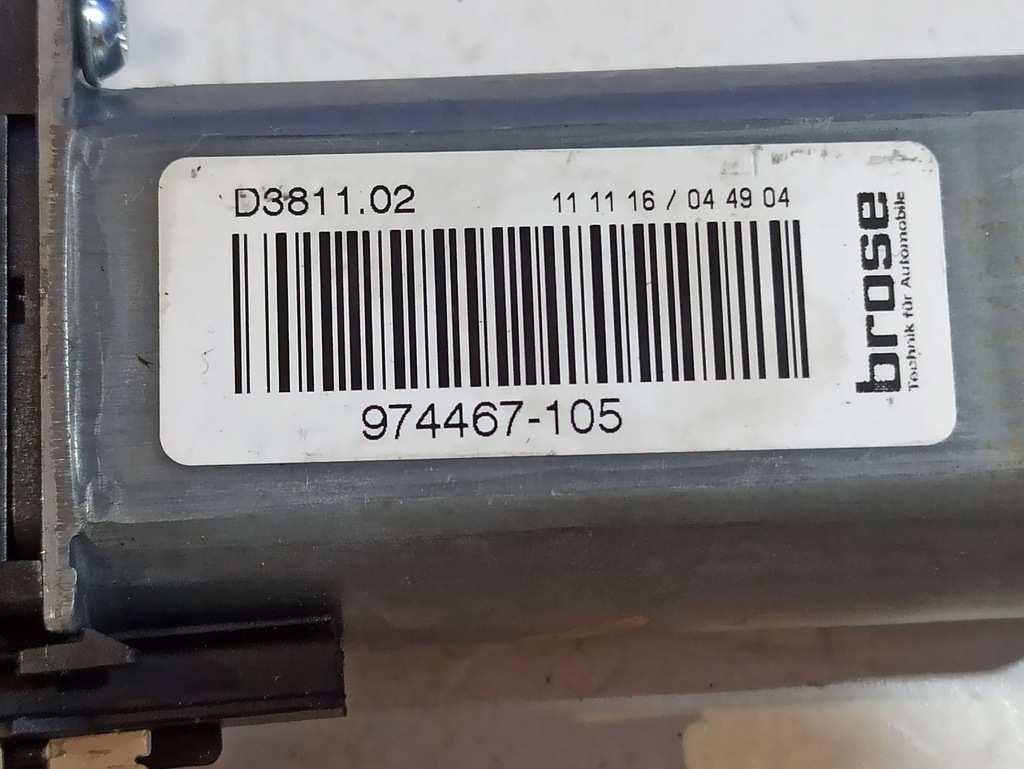 D3811.02
11 11 16 / 04 49 04
974467-105
brose
Technik für Automobile